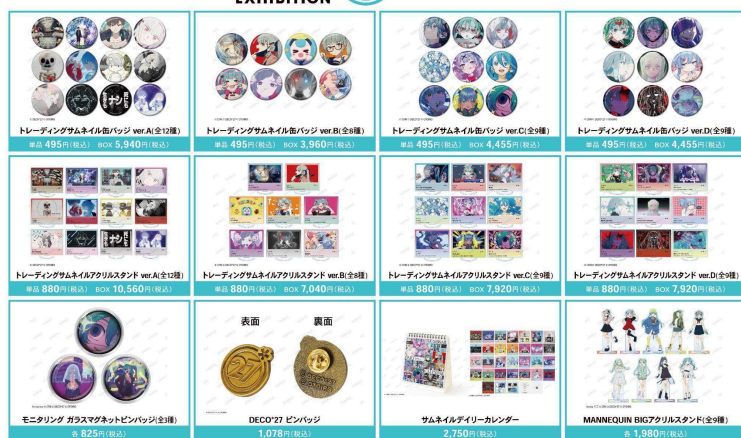 EXHIBITION
トレーディングサムネイル缶バッジ ver.A(全12種)
単品 495円(税込) BOX 5,940円(税込)
トレーディングサムネイル缶バッジ ver.B(全8種)
単品 495円(税込) BOX 3,960円(税込)
トレーディングサムネイル缶バッジ ver.C(全9種)
単品 495円(税込) BOX 4,455円(税込)
トレーディングサムネイル缶バッジ ver.D(全9種)
単品 495円(税込) BOX 4,455円(税込)
トレーディングサムネイルアクリルスタンド ver.A(全12種)
単品 880円(税込) BOX 10,560円(税込)
トレーディングサムネイルアクリルスタンド ver.B(全8種)
単品 880円(税込) BOX 7,040円(税込)
トレーディングサムネイルアクリルスタンド ver.C(全9種)
単品 880円(税込) BOX 7,920円(税込)
トレーディングサムネイルアクリルスタンド ver.D(全9種)
単品 880円(税込) BOX 7,920円(税込)
モニタリング ガラスマグネットピンバッジ(全3種)
各 825円(税込)
表面 裏面
27
DECO*27 ピンバッジ
1,078円(税込)
サムネイルデイリーカレンダー
2,750円(税込)
MANNEQUIN BIGアクリルスタンド(全9種)
各 1,980円(税込)